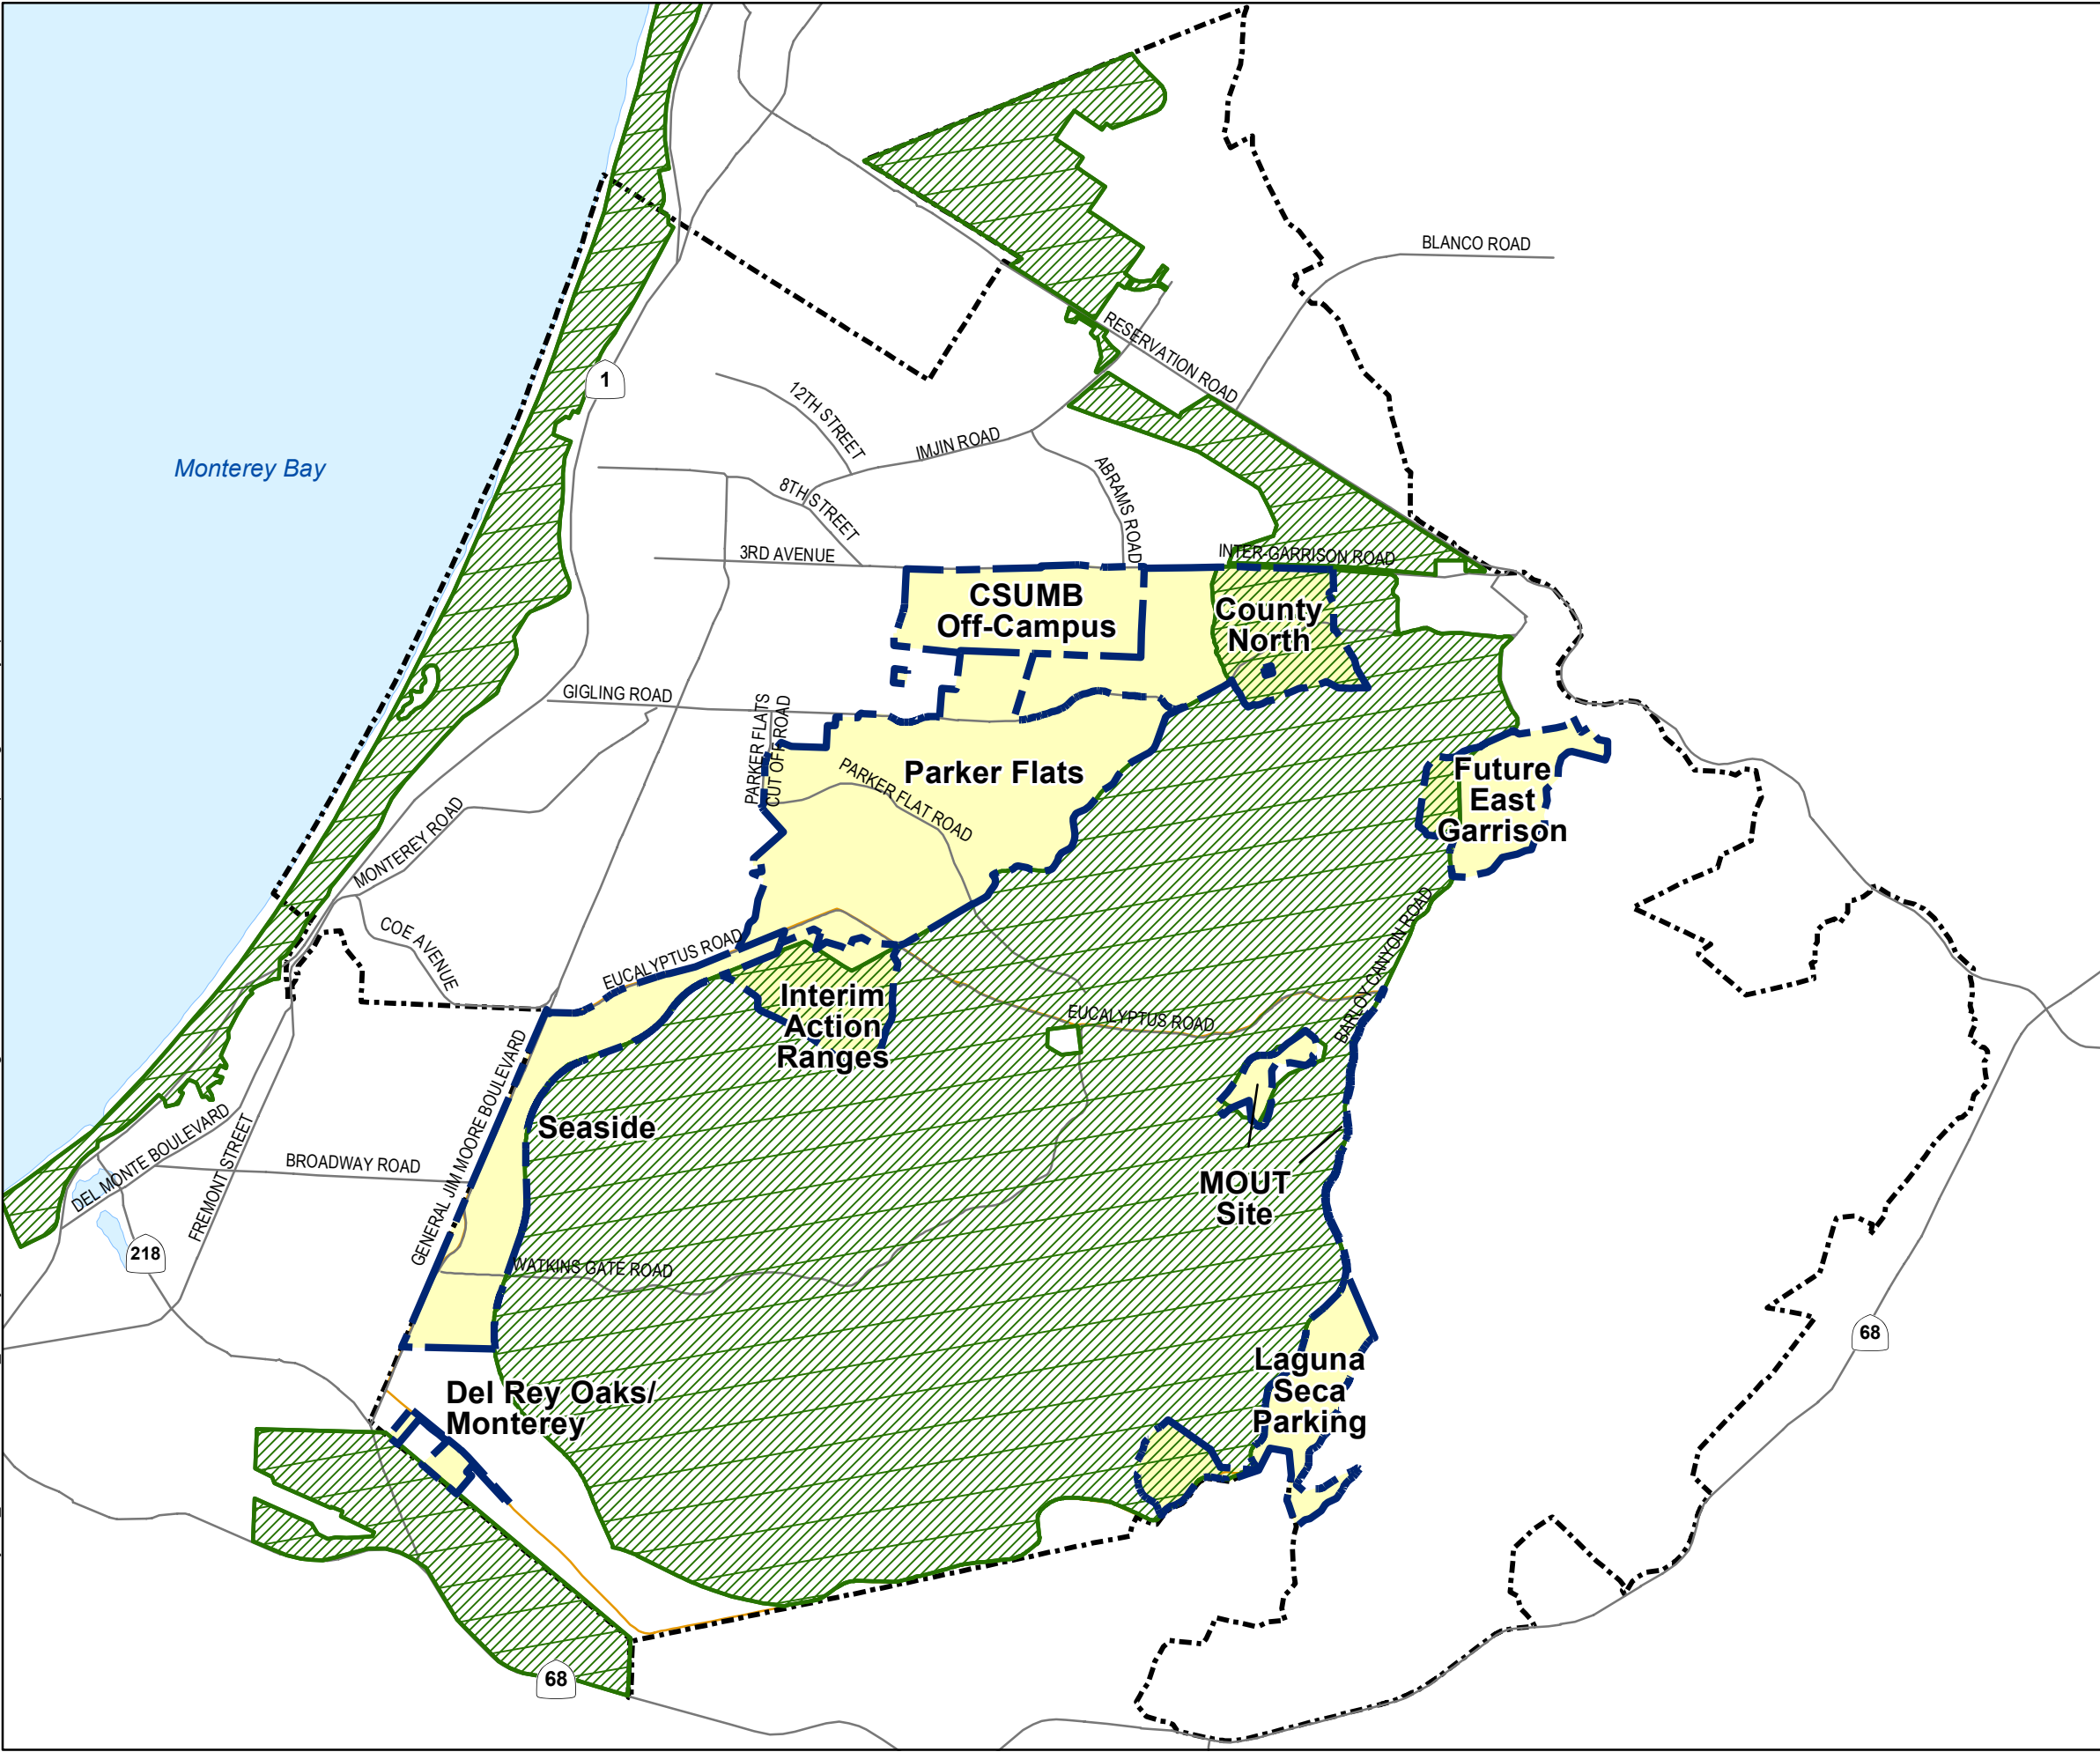 BLANCO ROAD
RESERVATION ROAD
1
12TH STREET
IMJIN ROAD
Monterey Bay
ABRAMS ROAD
8TH STREET
3RD AVENUE
INTER-GARRISON ROAD
CSUMB
Off-Campus
County
North
GIGLING ROAD
PARKER FLATS
CUT OFF ROAD
Parker Flats
PARKER FLAT ROAD
Future
East
Garrison
MONTEREY ROAD
COE AVENUE
EUCALYPTUS ROAD
BARLOY CANYON ROAD
Interim
Action
Ranges
EUCALYPTUS ROAD
GENERAL JIM MOORE BOULEVARD
Seaside
DEL MONTE BOULEVARD
FREMONT STREET
BROADWAY ROAD
MOUT
Site
218
WATKINS GATE ROAD
68
Laguna
Seca
Parking
Del Rey Oaks/
Monterey
68